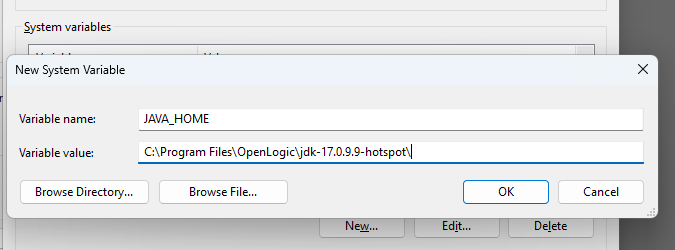 System variables
New System Variable
Variable name:
JAVA_HOME
Variable value:
C:\Program Files\OpenLogic\jdk-17.0.9.9-hotspot\
Browse Directory...
Browse File...
OK
Cancel
New...
Edit...
Delete